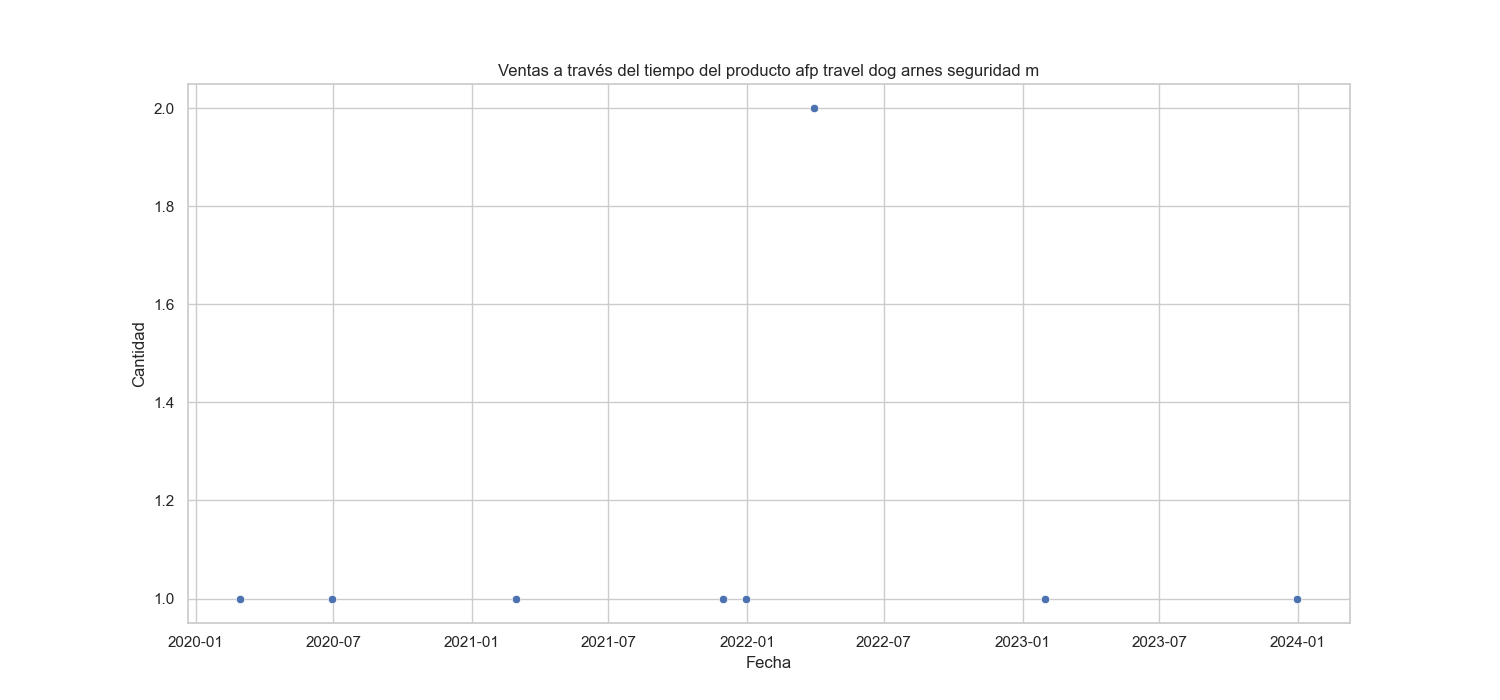 Ventas a través del tiempo del producto afp travel dog arnes seguridad m
2.0
1.8
1.6
1.4
1.2
1.0
Cantidad
2020-01 2020-07 2021-01 2021-07 2022-01 2022-07 2023-01 2023-07 2024-01
Fecha